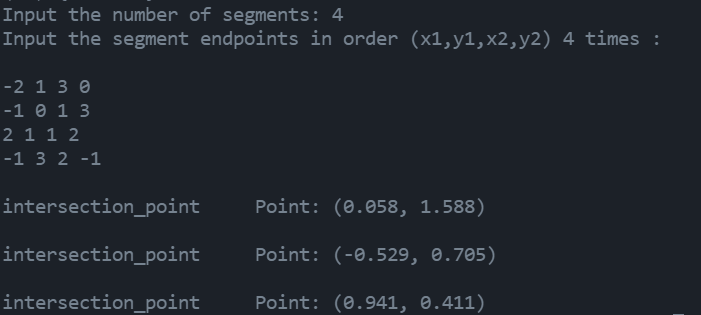 Input the number of segments: 4
Input the segment endpoints in order (x1,y1,x2,y2) 4 times :
-2 1 3 0
-1 0 1 3
2 1 1 2
-1 3 2 -1
intersection_point     Point: (0.058, 1.588)
intersection_point     Point: (-0.529, 0.705)
intersection_point     Point: (0.941, 0.411)